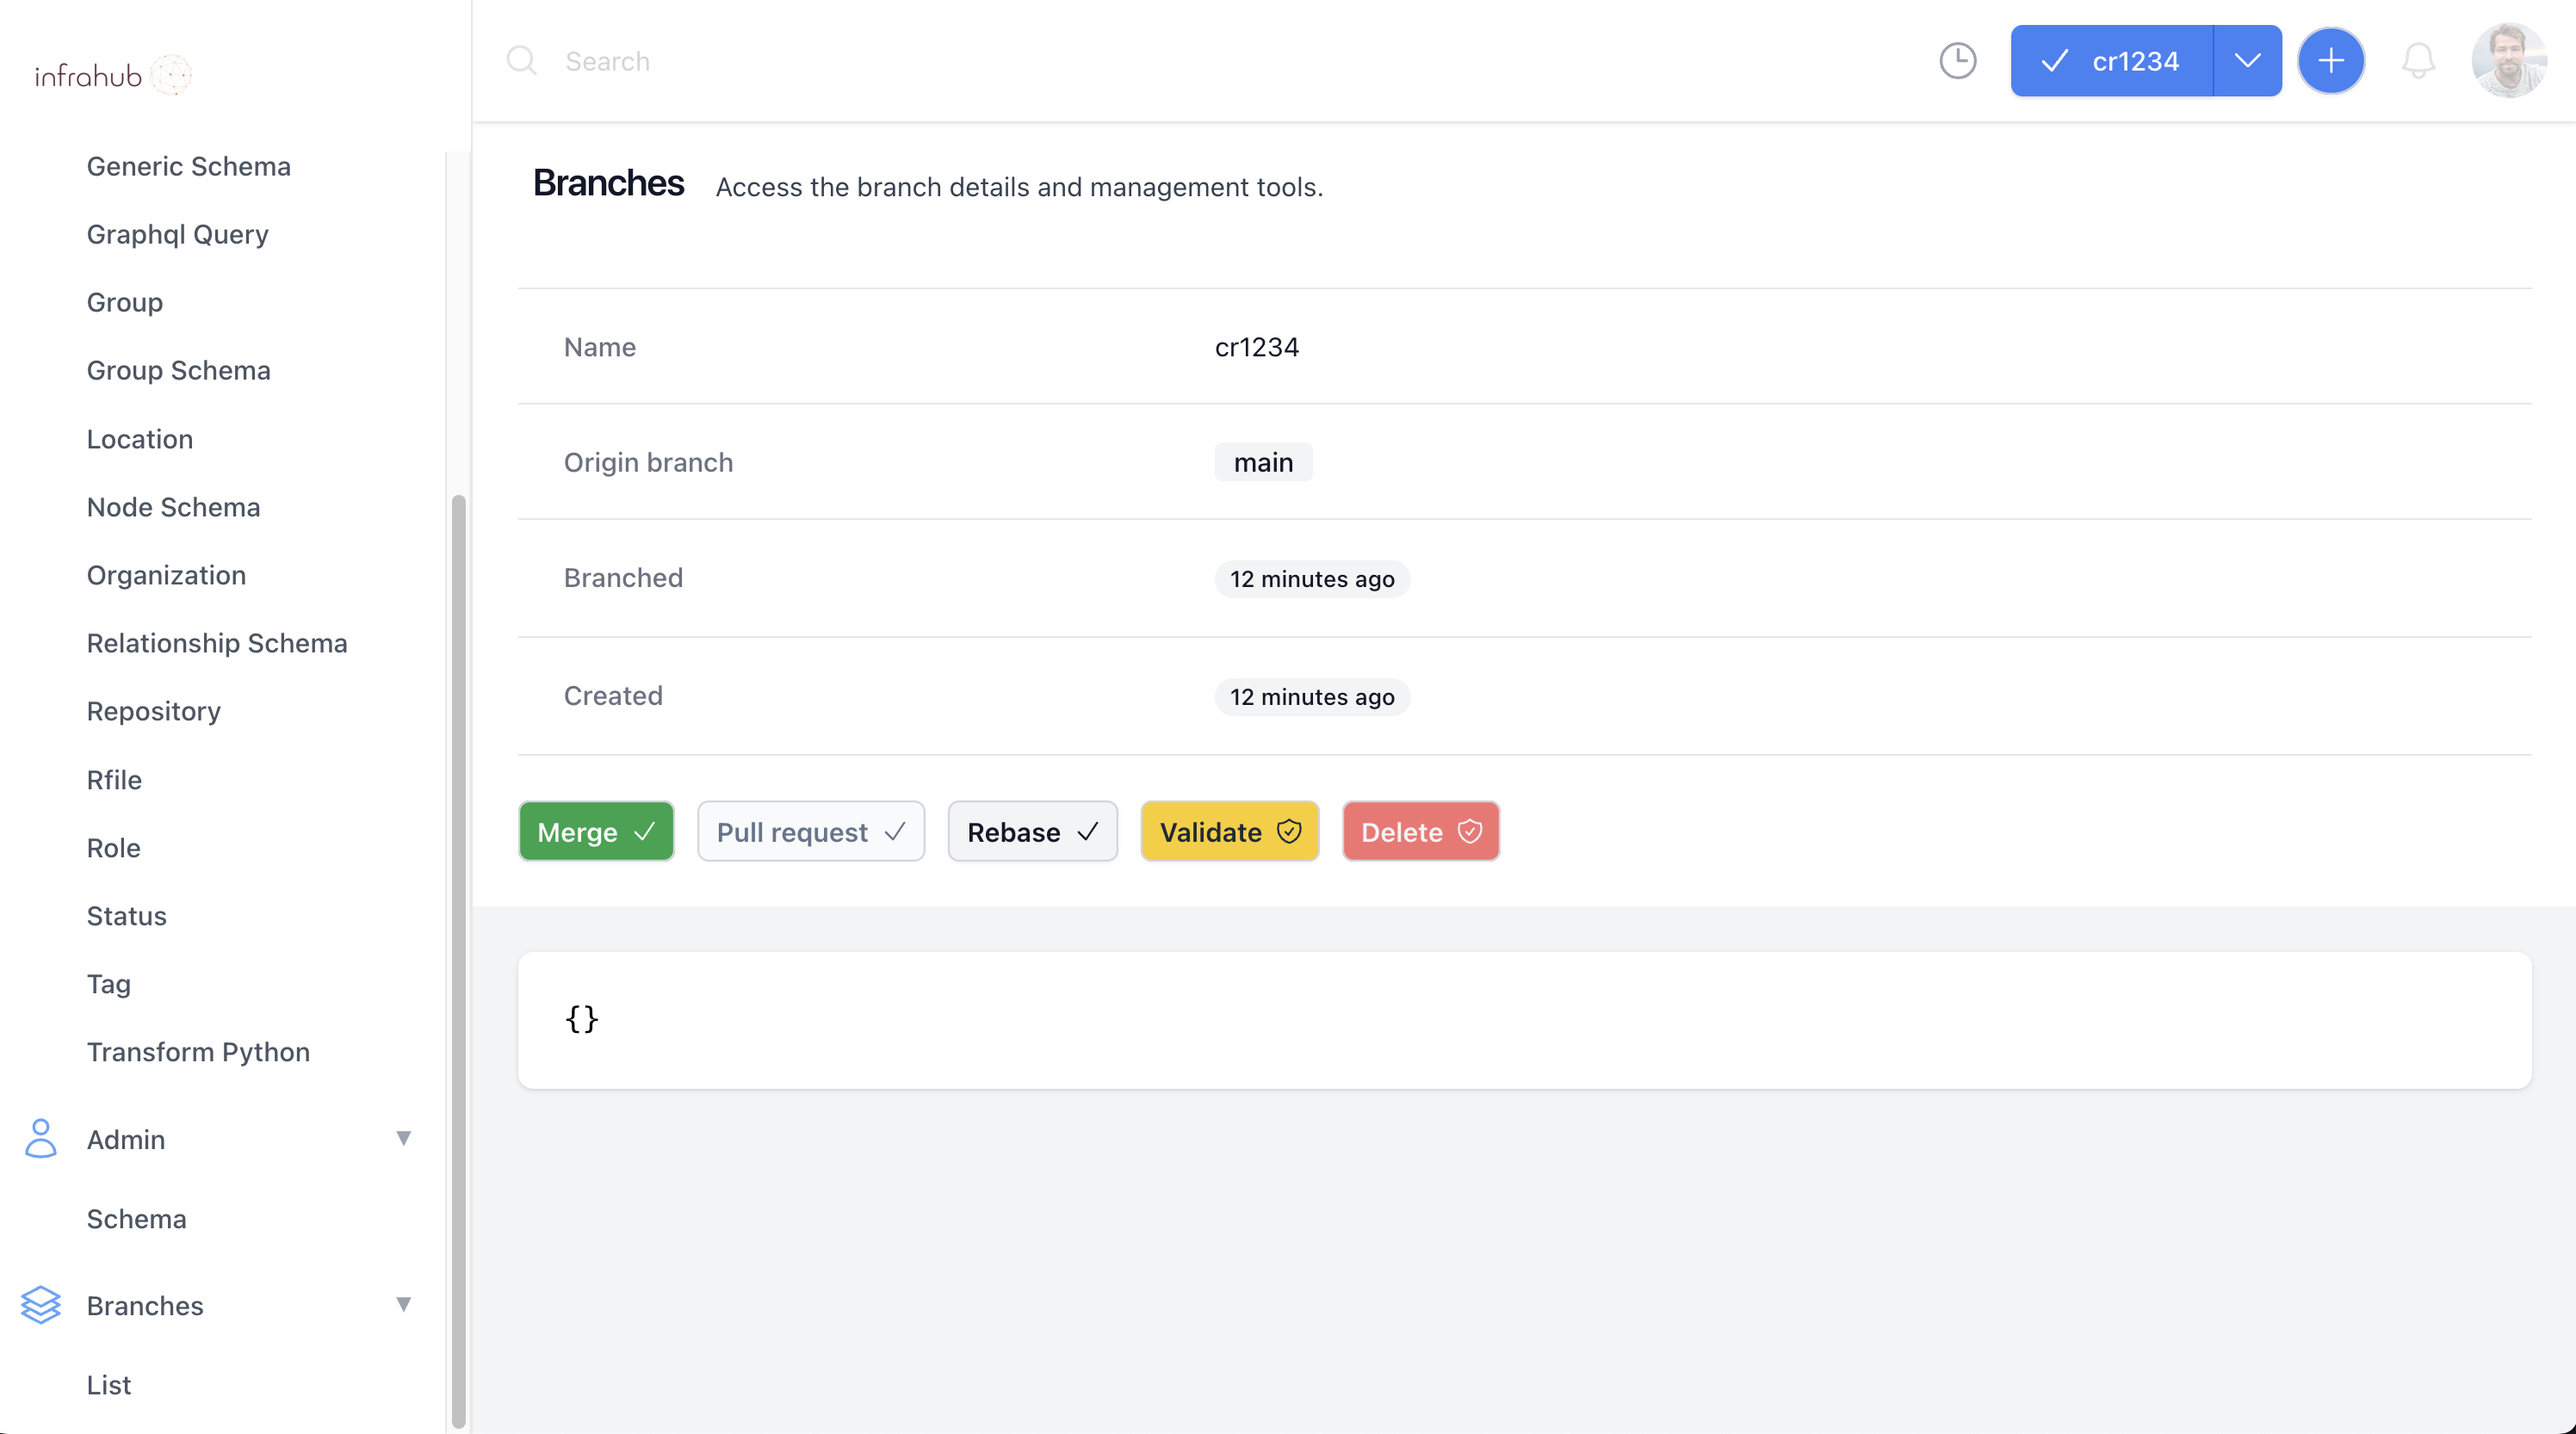 infrahub
Search
cr1234
Generic Schema
Graphql Query
Group
Group Schema
Location
Node Schema
Organization
Relationship Schema
Repository
Rfile
Role
Status
Tag
Transform Python
Admin
Schema
Branches
List
Branches Access the branch details and management tools.
Name cr1234
Origin branch main
Branched 12 minutes ago
Created 12 minutes ago
Merge Pull request Rebase Validate Delete
{}